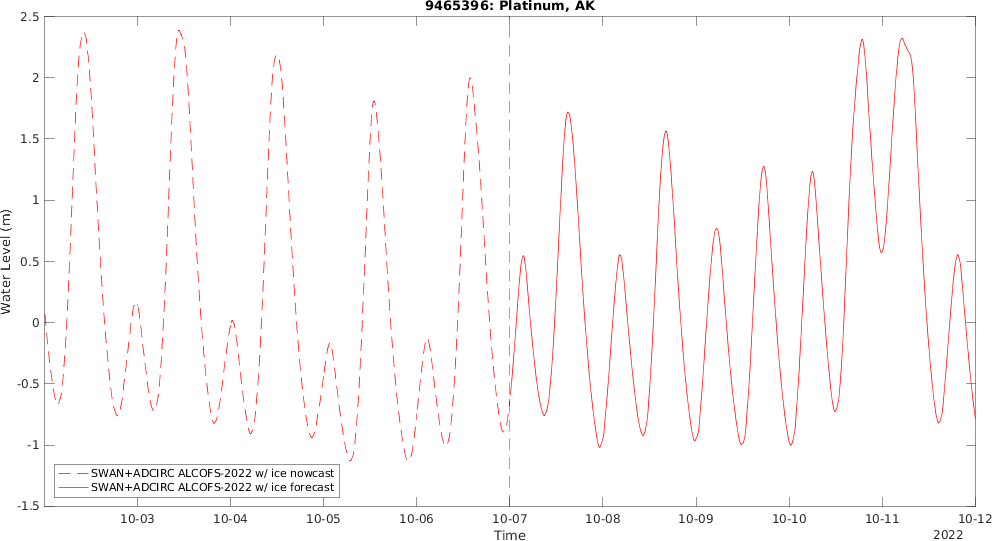 9465396: Platinum, AK
2.5
2
1.5
1
0.5
0
-0.5
-1
-1.5
Water Level (m)
SWAN+ADCIRC ALCOFS-2022 w/ ice nowcast
SWAN+ADCIRC ALCOFS-2022 w/ ice forecast
10-03 10-04 10-05 10-06 10-07 10-08 10-09 10-10 10-11 10-12
Time
2022